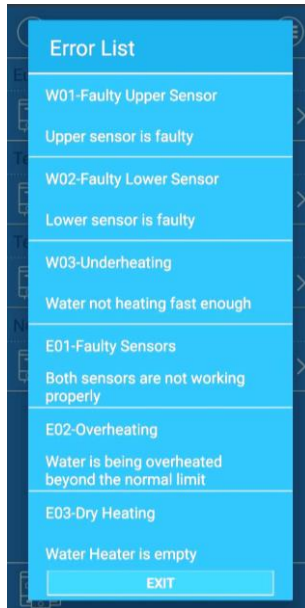 Error List
W01-Faulty Upper Sensor
Upper sensor is faulty
W02-Faulty Lower Sensor
Lower sensor is faulty
W03-Underheating
Water not heating fast enough
E01-Faulty Sensors
Both sensors are not working
properly
E02-Overheating
Water is being overheated
beyond the normal limit
E03-Dry Heating
Water Heater is empty
EXIT